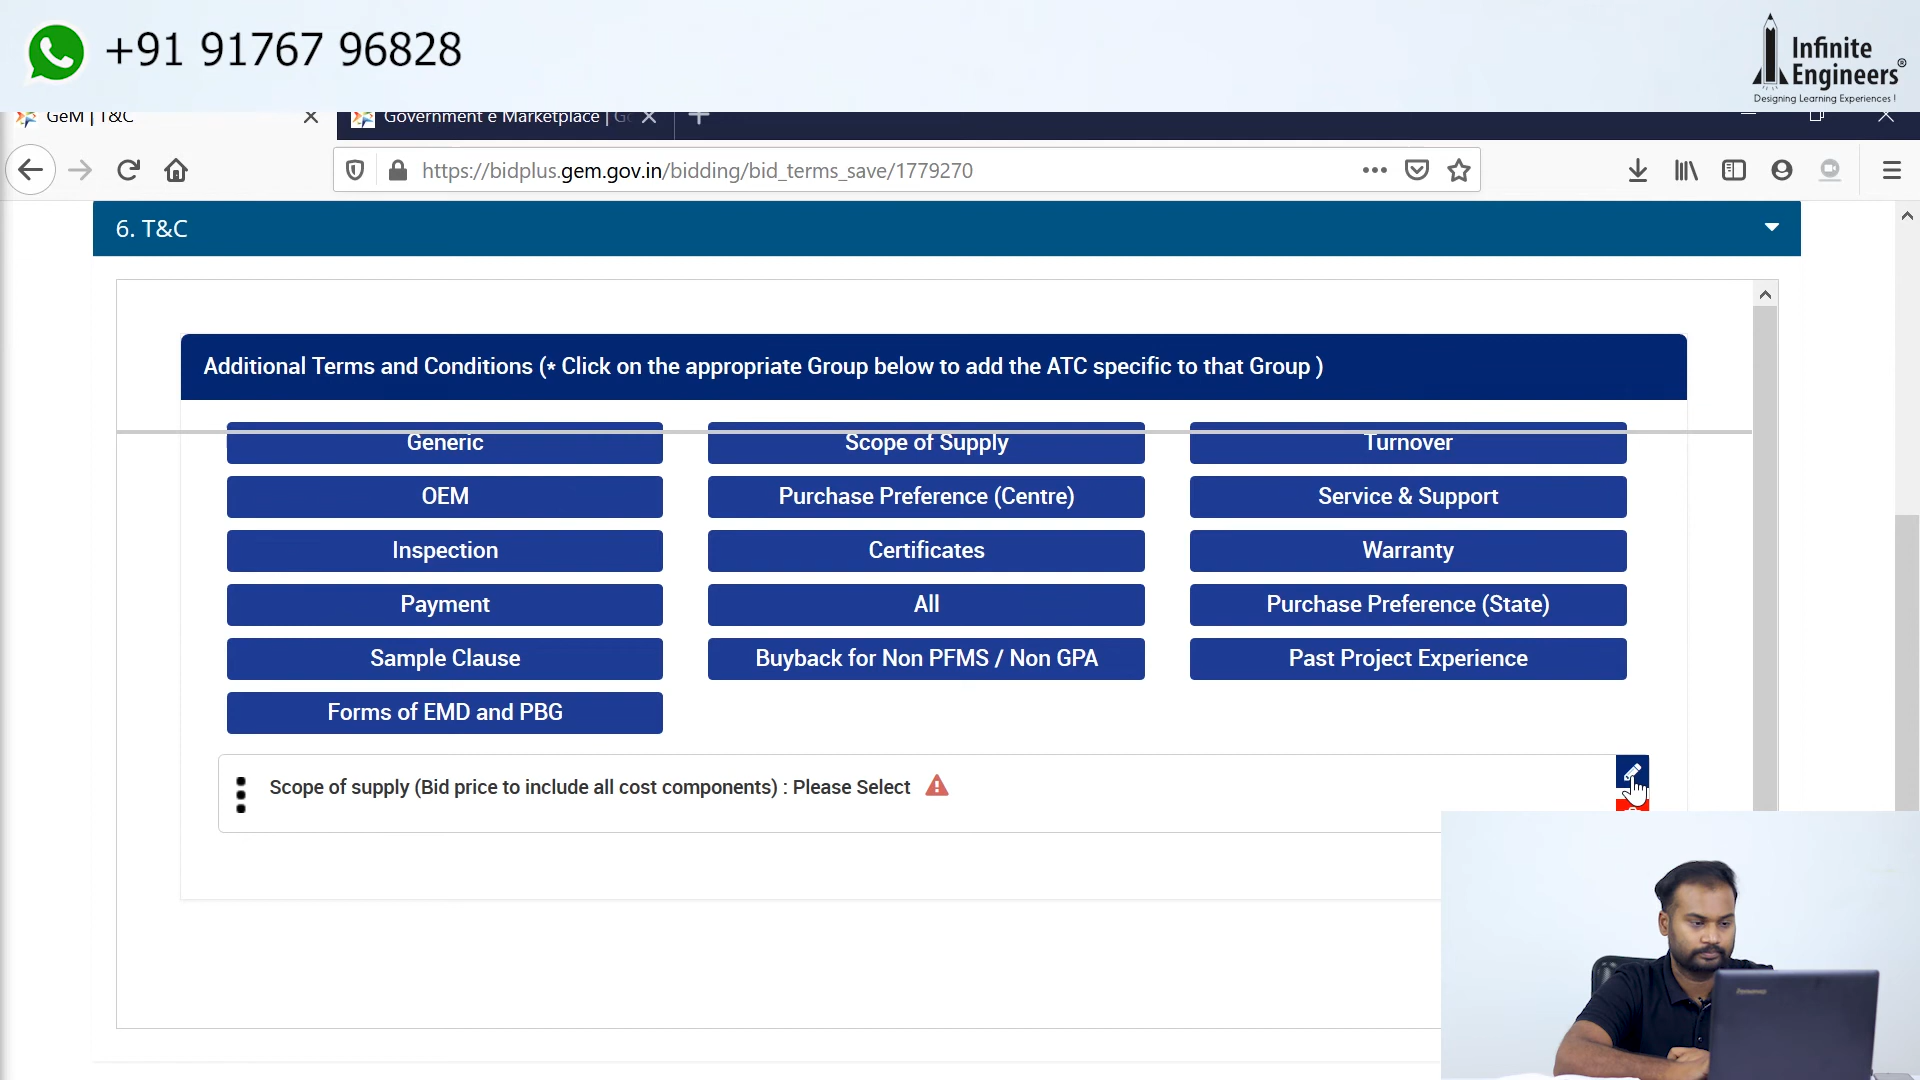 +91 91767 96828
Infinite
Engineers®
Designing Learning Experiences !
GeM | T&C
Government e Marketplace | G
https://bidplus.gem.gov.in/bidding/bid_terms_save/1779270
6. T&C
Additional Terms and Conditions (* Click on the appropriate Group below to add the ATC specific to that Group )
Generic
Scope of Supply
Turnover
OEM
Purchase Preference (Centre)
Service & Support
Inspection
Certificates
Warranty
Payment
All
Purchase Preference (State)
Sample Clause
Buyback for Non PFMS / Non GPA
Past Project Experience
Forms of EMD and PBG
Scope of supply (Bid price to include all cost components) : Please Select